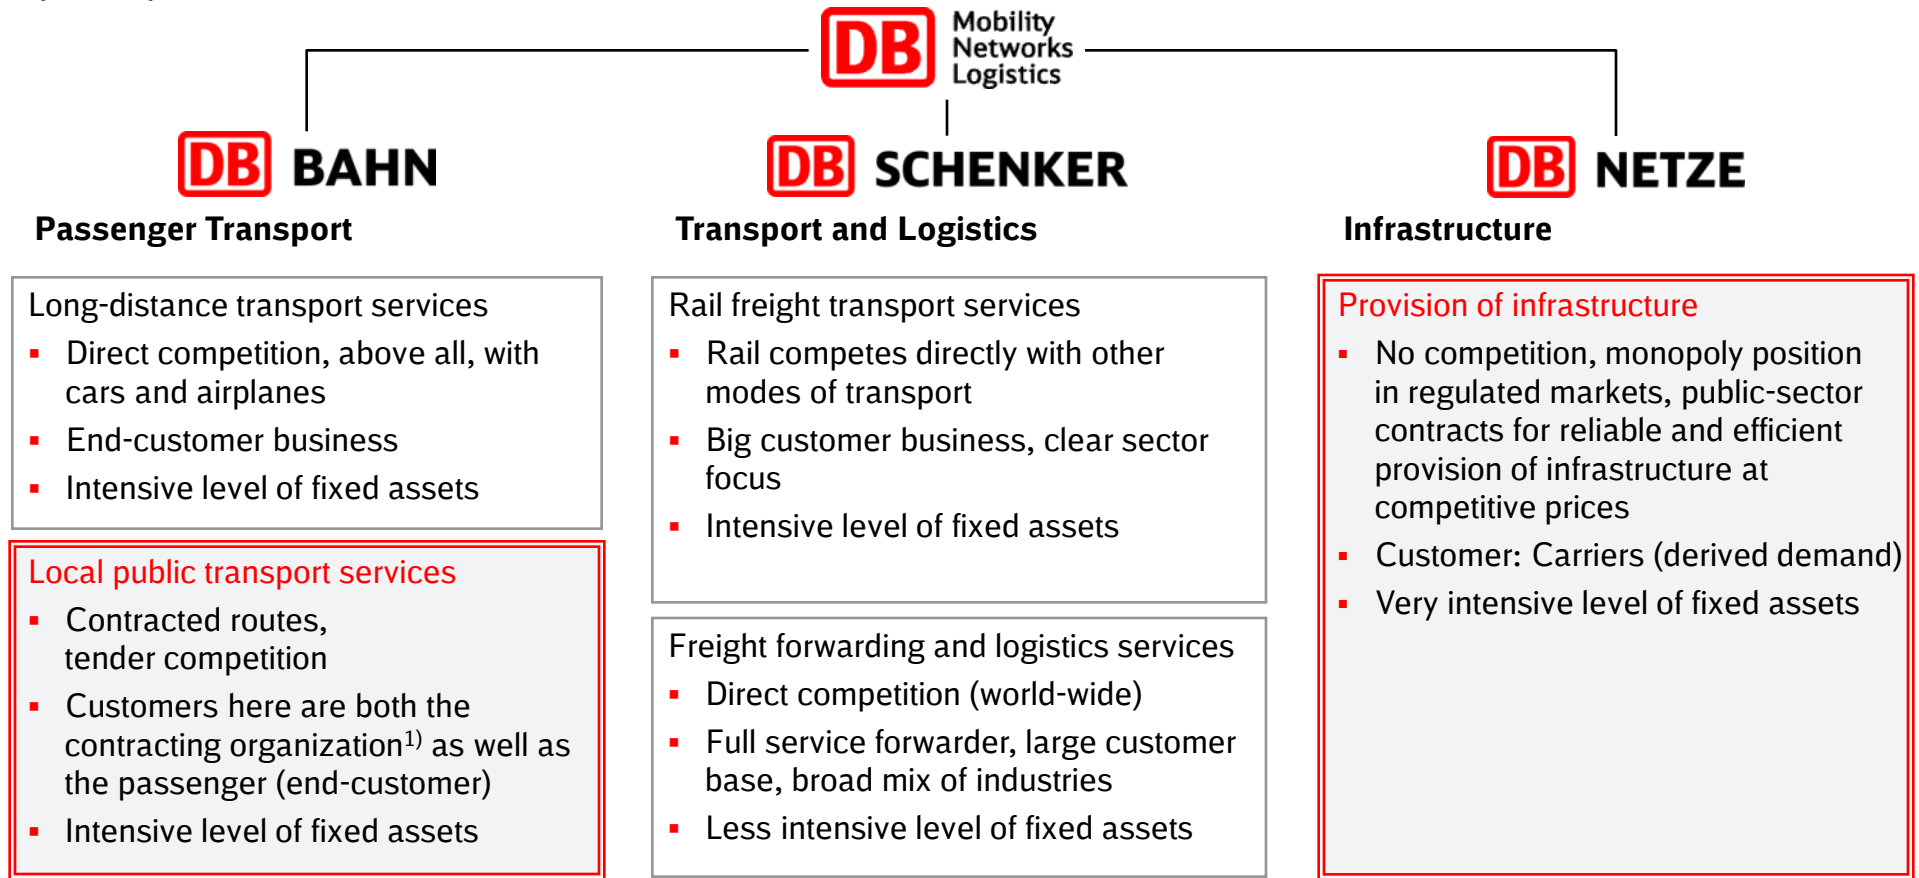 DB
Mobility
Networks
Logistics
DB BAHN
Passenger Transport
Long-distance transport services
▪ Direct competition, above all, with
cars and airplanes
▪ End-customer business
▪ Intensive level of fixed assets
Local public transport services
▪ Contracted routes,
tender competition
▪ Customers here are both the
contracting organization1) as well as
the passenger (end-customer)
▪ Intensive level of fixed assets
DB SCHENKER
Transport and Logistics
Rail freight transport services
▪ Rail competes directly with other
modes of transport
▪ Big customer business, clear sector
focus
▪ Intensive level of fixed assets
Freight forwarding and logistics services
▪ Direct competition (world-wide)
▪ Full service forwarder, large customer
base, broad mix of industries
▪ Less intensive level of fixed assets
DB NETZE
Infrastructure
Provision of infrastructure
▪ No competition, monopoly position
in regulated markets, public-sector
contracts for reliable and efficient
provision of infrastructure at
competitive prices
▪ Customer: Carriers (derived demand)
▪ Very intensive level of fixed assets